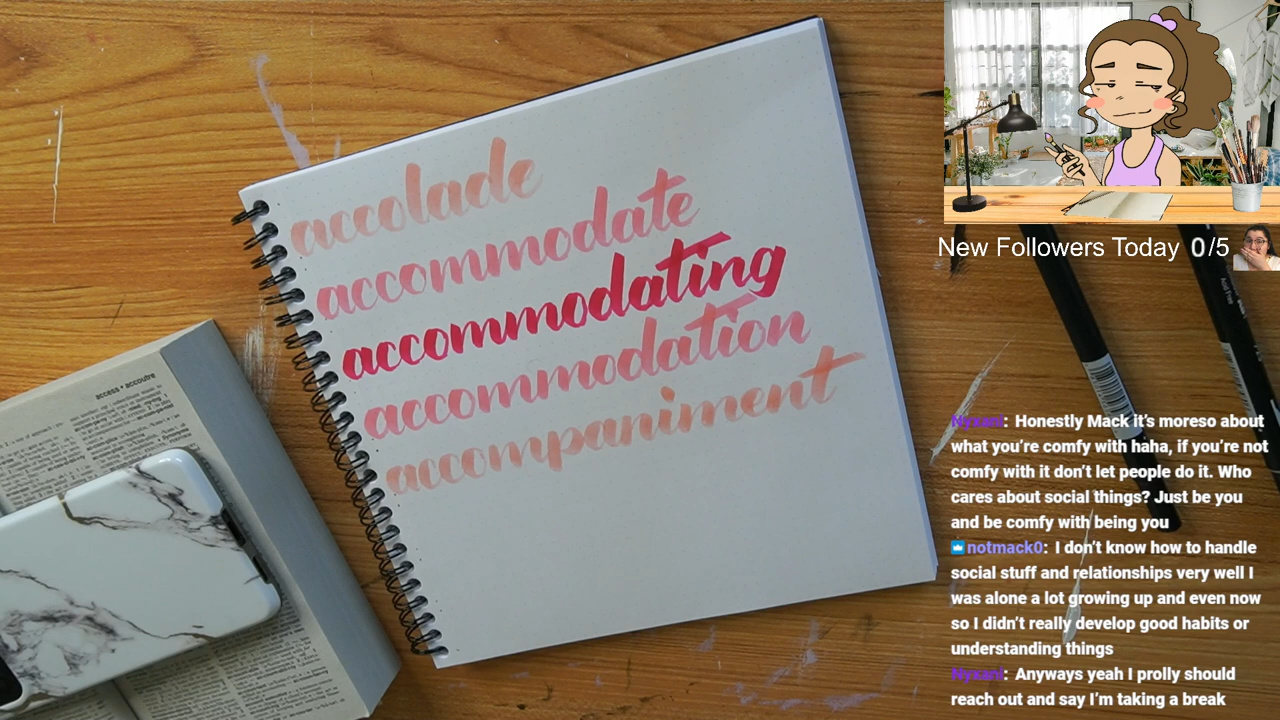 accolade
accommodate
accommodating
accommodation
accompaniment
access • accoutre
New Followers Today 0/5
Nyxani: Honestly Mack it's moreso about
what you're comfy with haha, if you're not
comfy with it don't let people do it. Who
cares about social things? Just be you
and be comfy with being you
notmack0: I don't know how to handle
social stuff and relationships very well I
was alone a lot growing up and even now
so I didn't really develop good habits or
understanding things
Nyxani: Anyways yeah I prolly should
reach out and say I'm taking a break